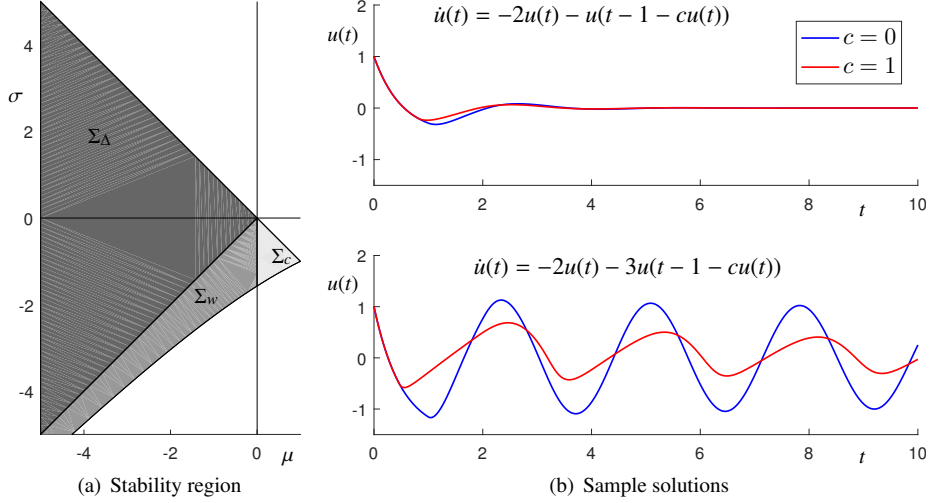 4
σ
2
Σ_Δ
0
Σ_c
-2
Σ_w
-4
-4 -2 0 μ
(a) Stability region
u̇(t) = −2u(t) − u(t − 1 − cu(t))
2
u(t)
1
0
-1
c = 0
c = 1
0 2 4 6 8 t 10
u̇(t) = −2u(t) − 3u(t − 1 − cu(t))
2
u(t)
1
0
-1
0 2 4 6 8 t 10
(b) Sample solutions